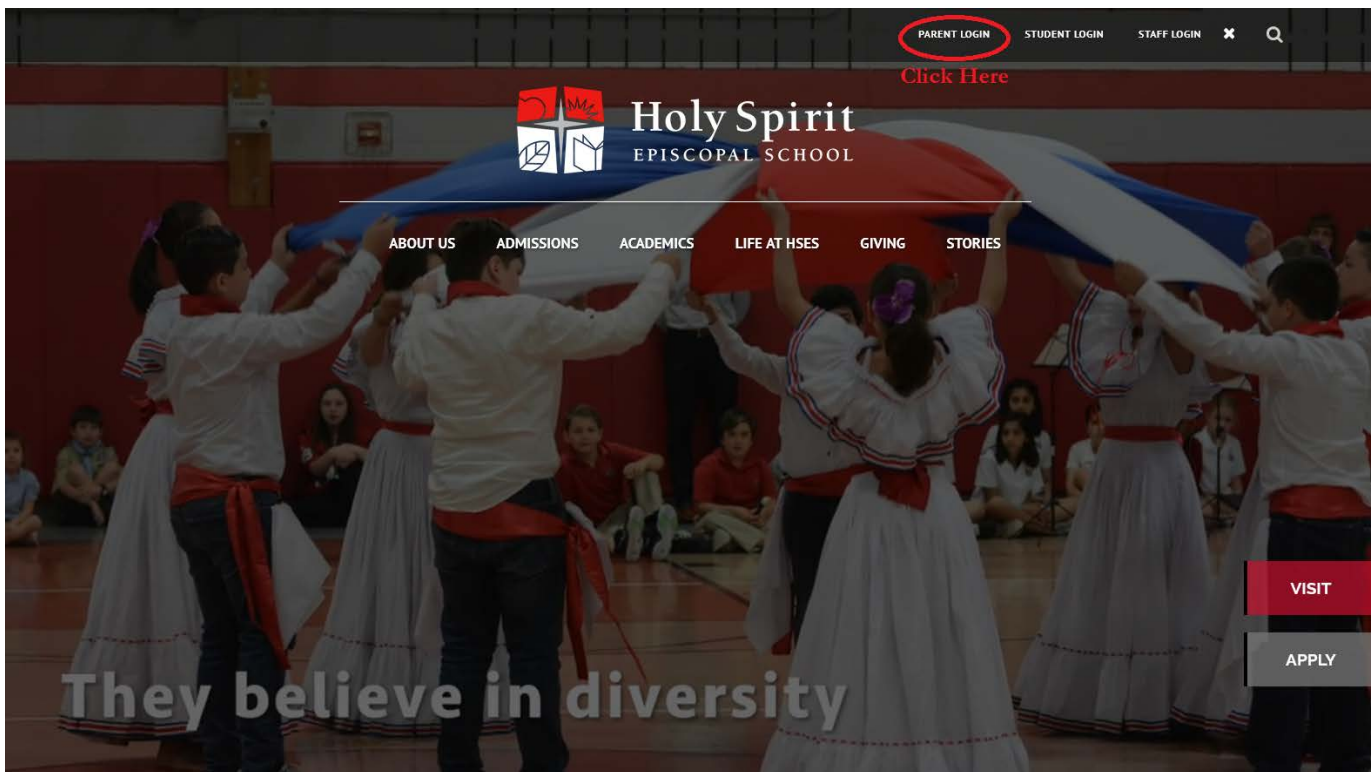 PARENT LOGIN STUDENT LOGIN STAFF LOGIN
Click Here
Holy Spirit
EPISCOPAL SCHOOL
ABOUT US ADMISSIONS ACADEMICS LIFE AT HSES GIVING STORIES
VISIT
APPLY
They believe in diversity